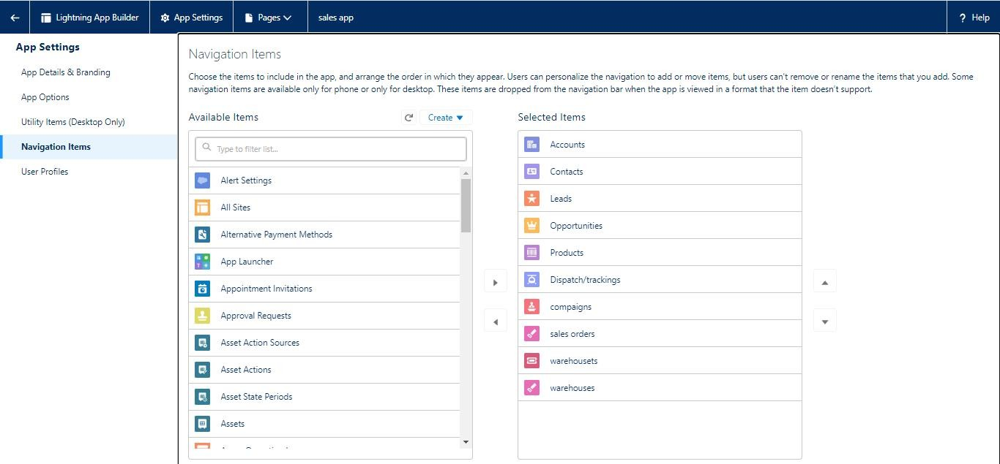 Lightning App Builder
App Settings
Pages
sales app
? Help
App Settings
App Details & Branding
App Options
Utility Items (Desktop Only)
Navigation Items
User Profiles
Navigation Items
Choose the items to include in the app, and arrange the order in which they appear. Users can personalize the navigation to add or move items, but users can't remove or rename the items that you add. Some
navigation items are available only for phone or only for desktop. These items are dropped from the navigation bar when the app is viewed in a format that the item doesn't support.
Available Items
Create
Type to filter list...
Alert Settings
All Sites
Alternative Payment Methods
App Launcher
Appointment Invitations
Approval Requests
Asset Action Sources
Asset Actions
Asset State Periods
Assets
Selected Items
Accounts
Contacts
Leads
Opportunities
Products
Dispatch/trackings
compaigns
sales orders
warehousets
warehouses